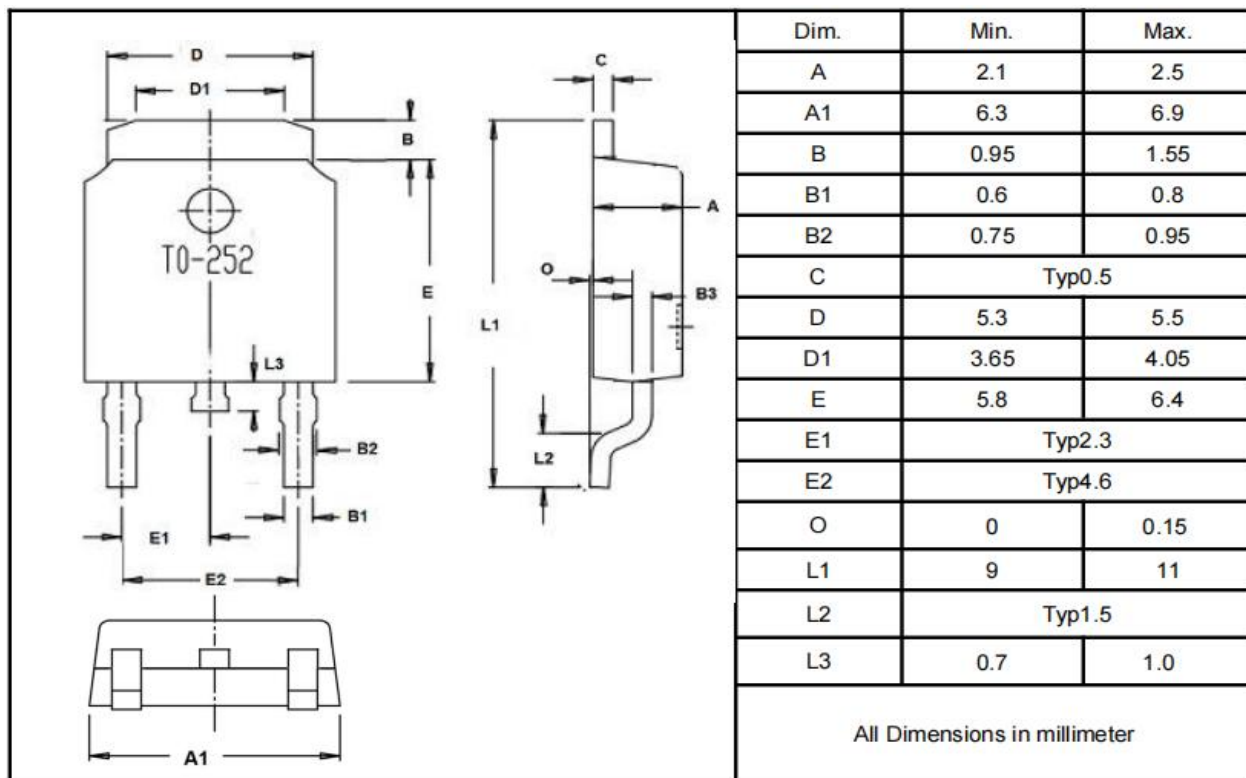 D
D1
C
B
A
TO-252
O
B3
E
L1
L3
B2
L2
B1
E1
E2
A1
Dim. Min. Max.
A 2.1 2.5
A1 6.3 6.9
B 0.95 1.55
B1 0.6 0.8
B2 0.75 0.95
C Typ0.5
D 5.3 5.5
D1 3.65 4.05
E 5.8 6.4
E1 Typ2.3
E2 Typ4.6
O 0 0.15
L1 9 11
L2 Typ1.5
L3 0.7 1.0
All Dimensions in millimeter